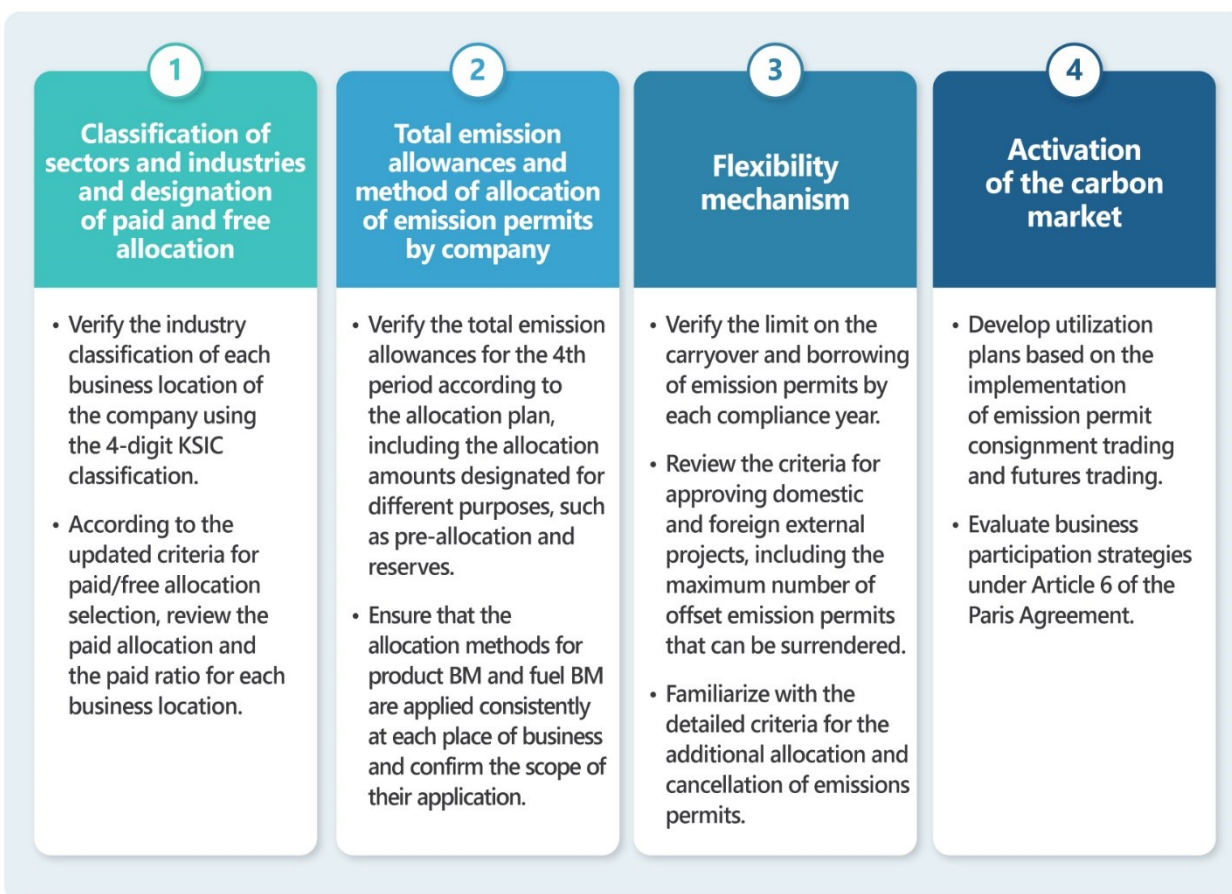 1
Classification of
sectors and industries
and designation
of paid and free
allocation
• Verify the industry
classification of each
business location of
the company using
the 4-digit KSIC
classification.
• According to the
updated criteria for
paid/free allocation
selection, review the
paid allocation and
the paid ratio for each
business location.
2
Total emission
allowances and
method of allocation
of emission permits
by company
• Verify the total emission
allowances for the 4th
period according to
the allocation plan,
including the allocation
amounts designated for
different purposes, such
as pre-allocation and
reserves.
• Ensure that the
allocation methods for
product BM and fuel BM
are applied consistently
at each place of business
and confirm the scope of
their application.
3
Flexibility
mechanism
• Verify the limit on the
carryover and borrowing
of emission permits by
each compliance year.
• Review the criteria for
approving domestic
and foreign external
projects, including the
maximum number of
offset emission permits
that can be surrendered.
• Familiarize with the
detailed criteria for the
additional allocation and
cancellation of emissions
permits.
4
Activation
of the carbon
market
• Develop utilization
plans based on the
implementation
of emission permit
consignment trading
and futures trading.
• Evaluate business
participation strategies
under Article 6 of the
Paris Agreement.